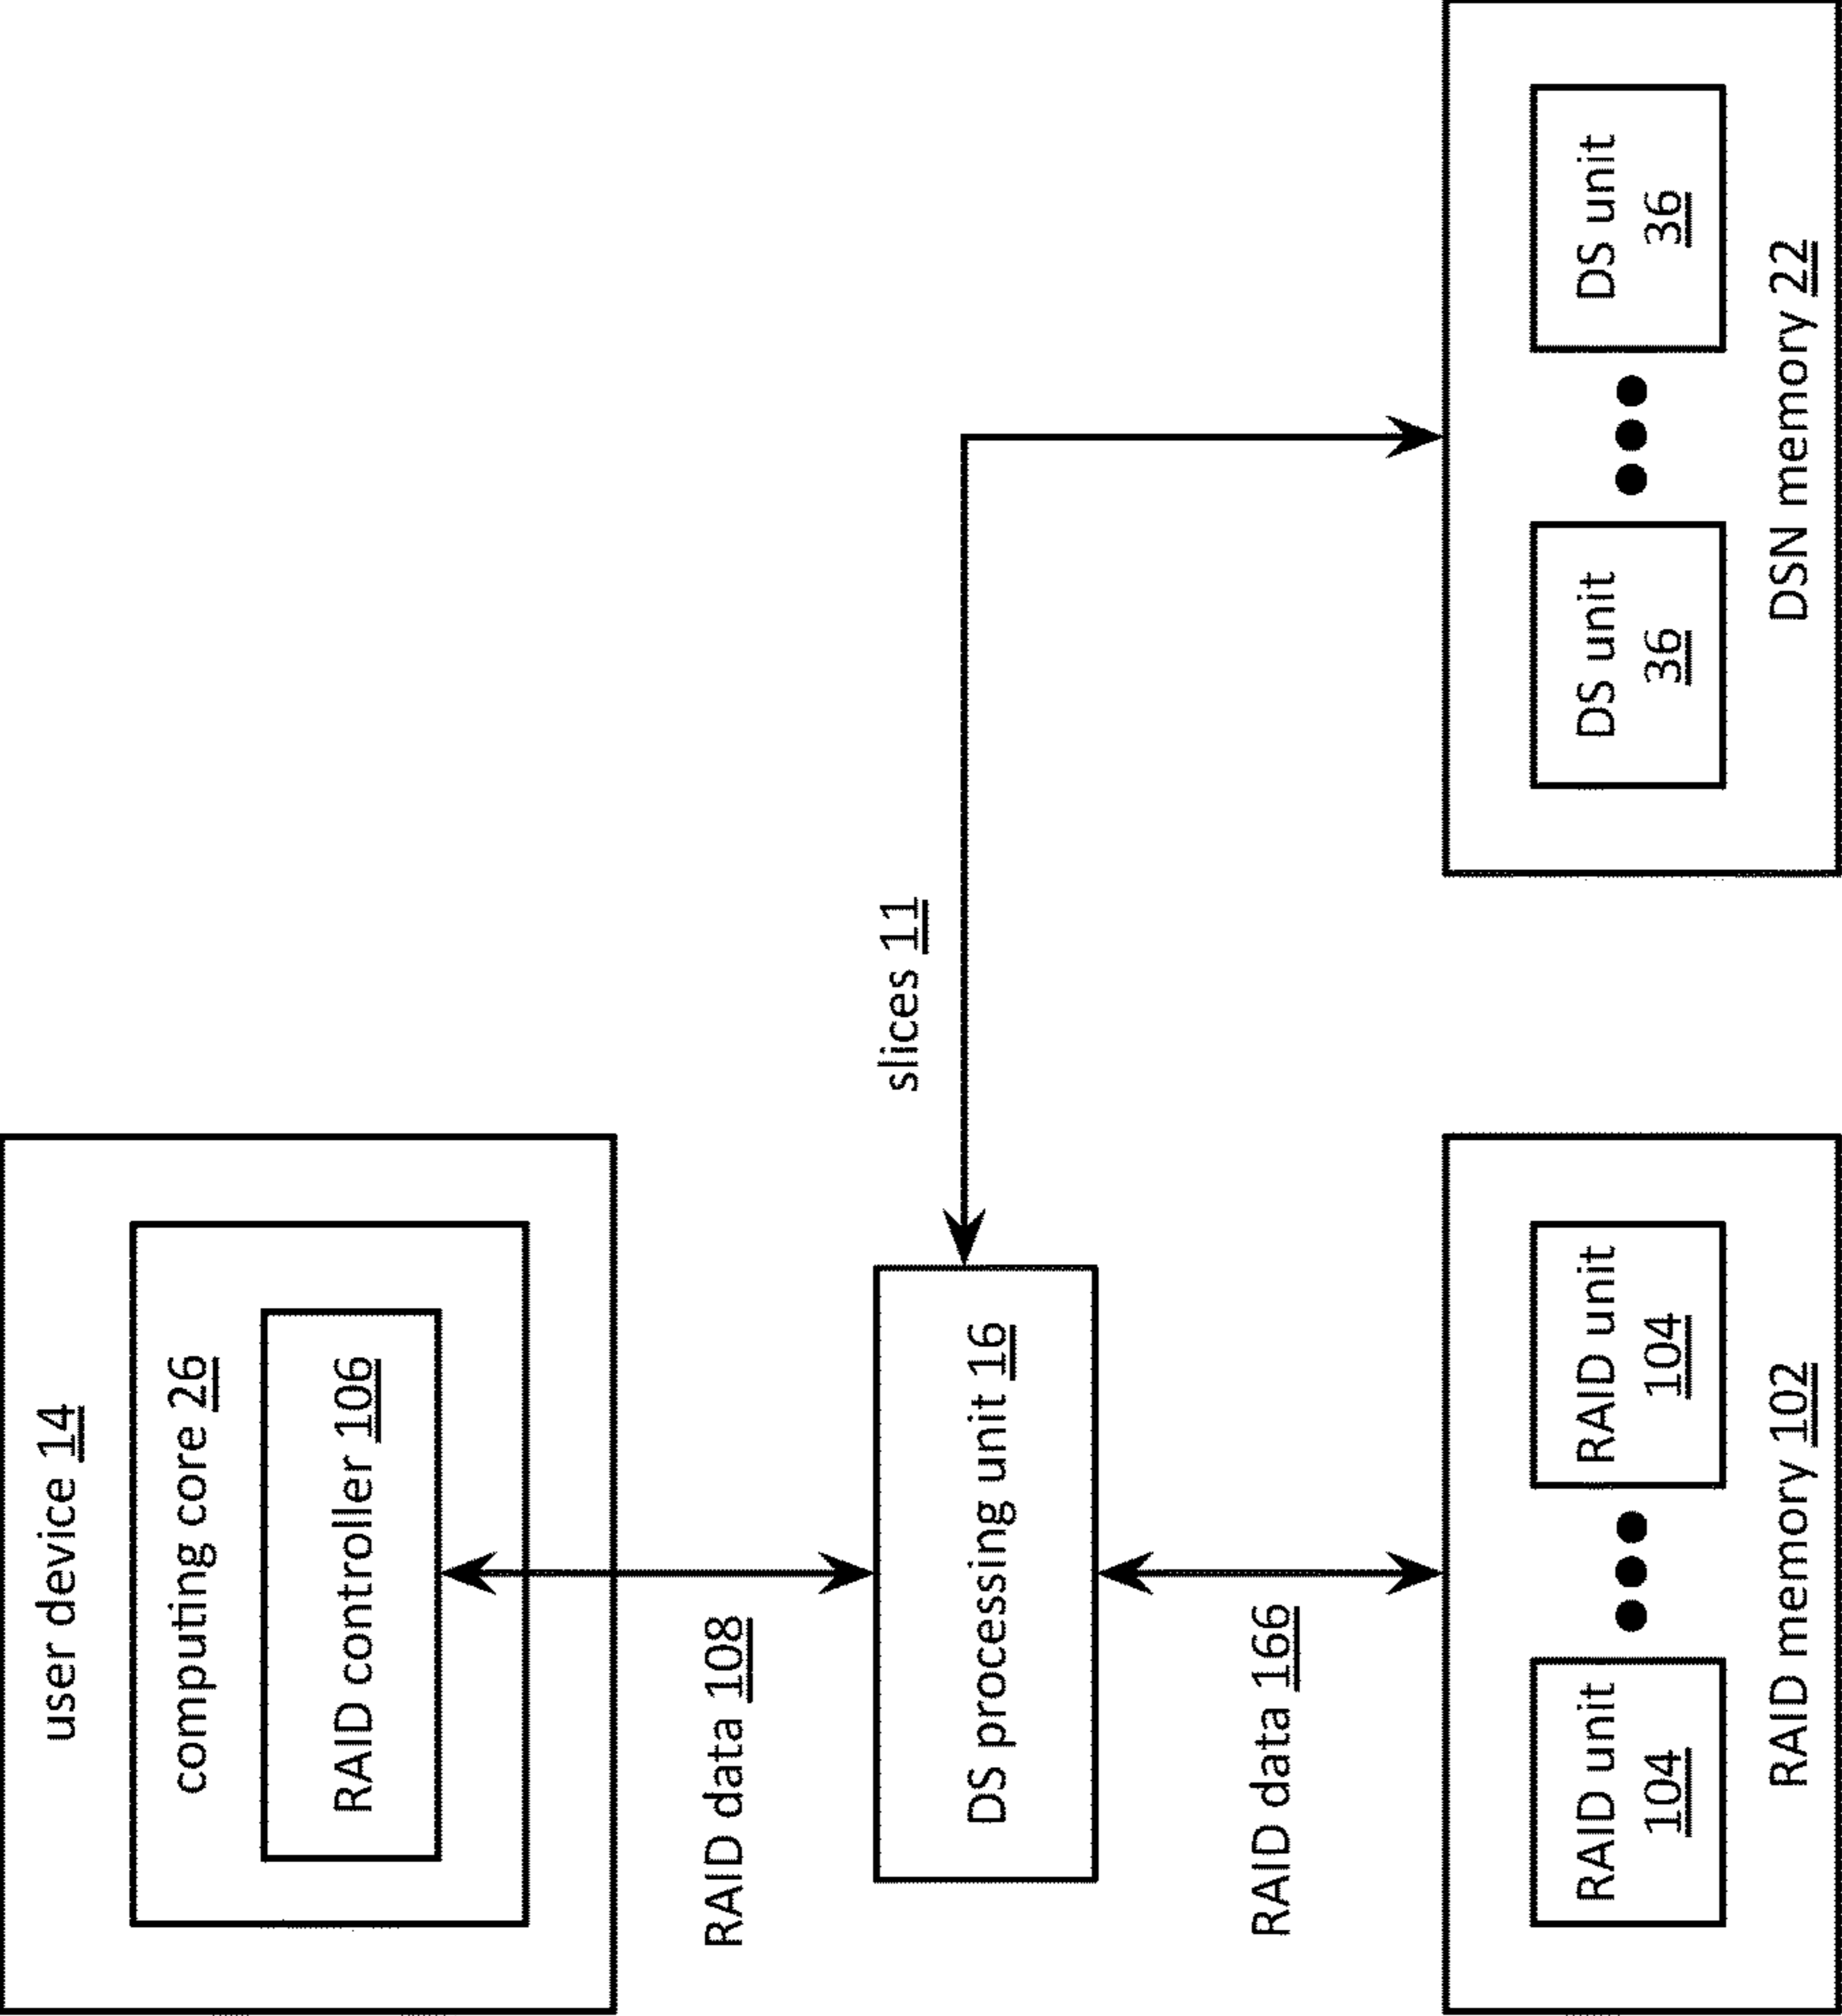 user device 14
computing core 26
RAID controller 106
RAID data 108
slices 11
DS processing unit 16
RAID data 166
RAID unit
104
RAID unit
104
RAID memory 102
DS unit
36
DS unit
36
DSN memory 22